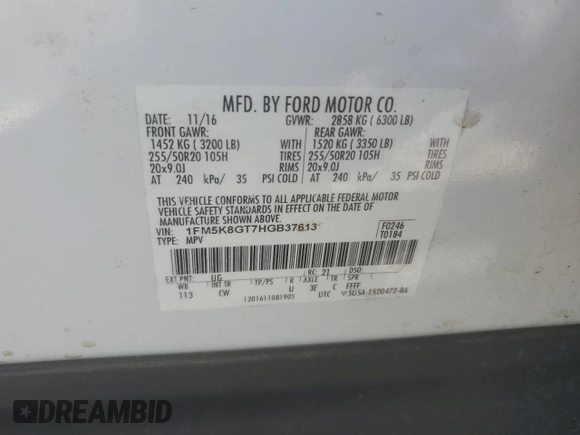 MFD. BY FORD MOTOR CO.
DATE: 11/16 GVWR: 2858 KG ( 6300 LB)
FRONT GAWR: REAR GAWR:
1452 KG ( 3200 LB) WITH 1520 KG ( 3350 LB) WITH
255/50R20 105H TIRES 255/50R20 105H TIRES
20x9.0J RIMS 20x9.0J RIMS
AT 240 kPa/ 35 PSI COLD AT 240 kPa/ 35 PSI COLD
THIS VEHICLE CONFORMS TO ALL APPLICABLE FEDERAL MOTOR
VEHICLE SAFETY STANDARDS IN EFFECT ON THE DATE OF
MANUFACTURE SHOWN ABOVE.
VIN: 1FM5K8GT7HGB37613 F0246
TYPE: MPV T0184
EXT PNT: UG RC: 21 DSO:
WB INT TR TP/PS R AXLE TR SPR
113 CW U 3E C FFFF
1201611081905 UTC 5U5A-1520472-BA
DREAMBID